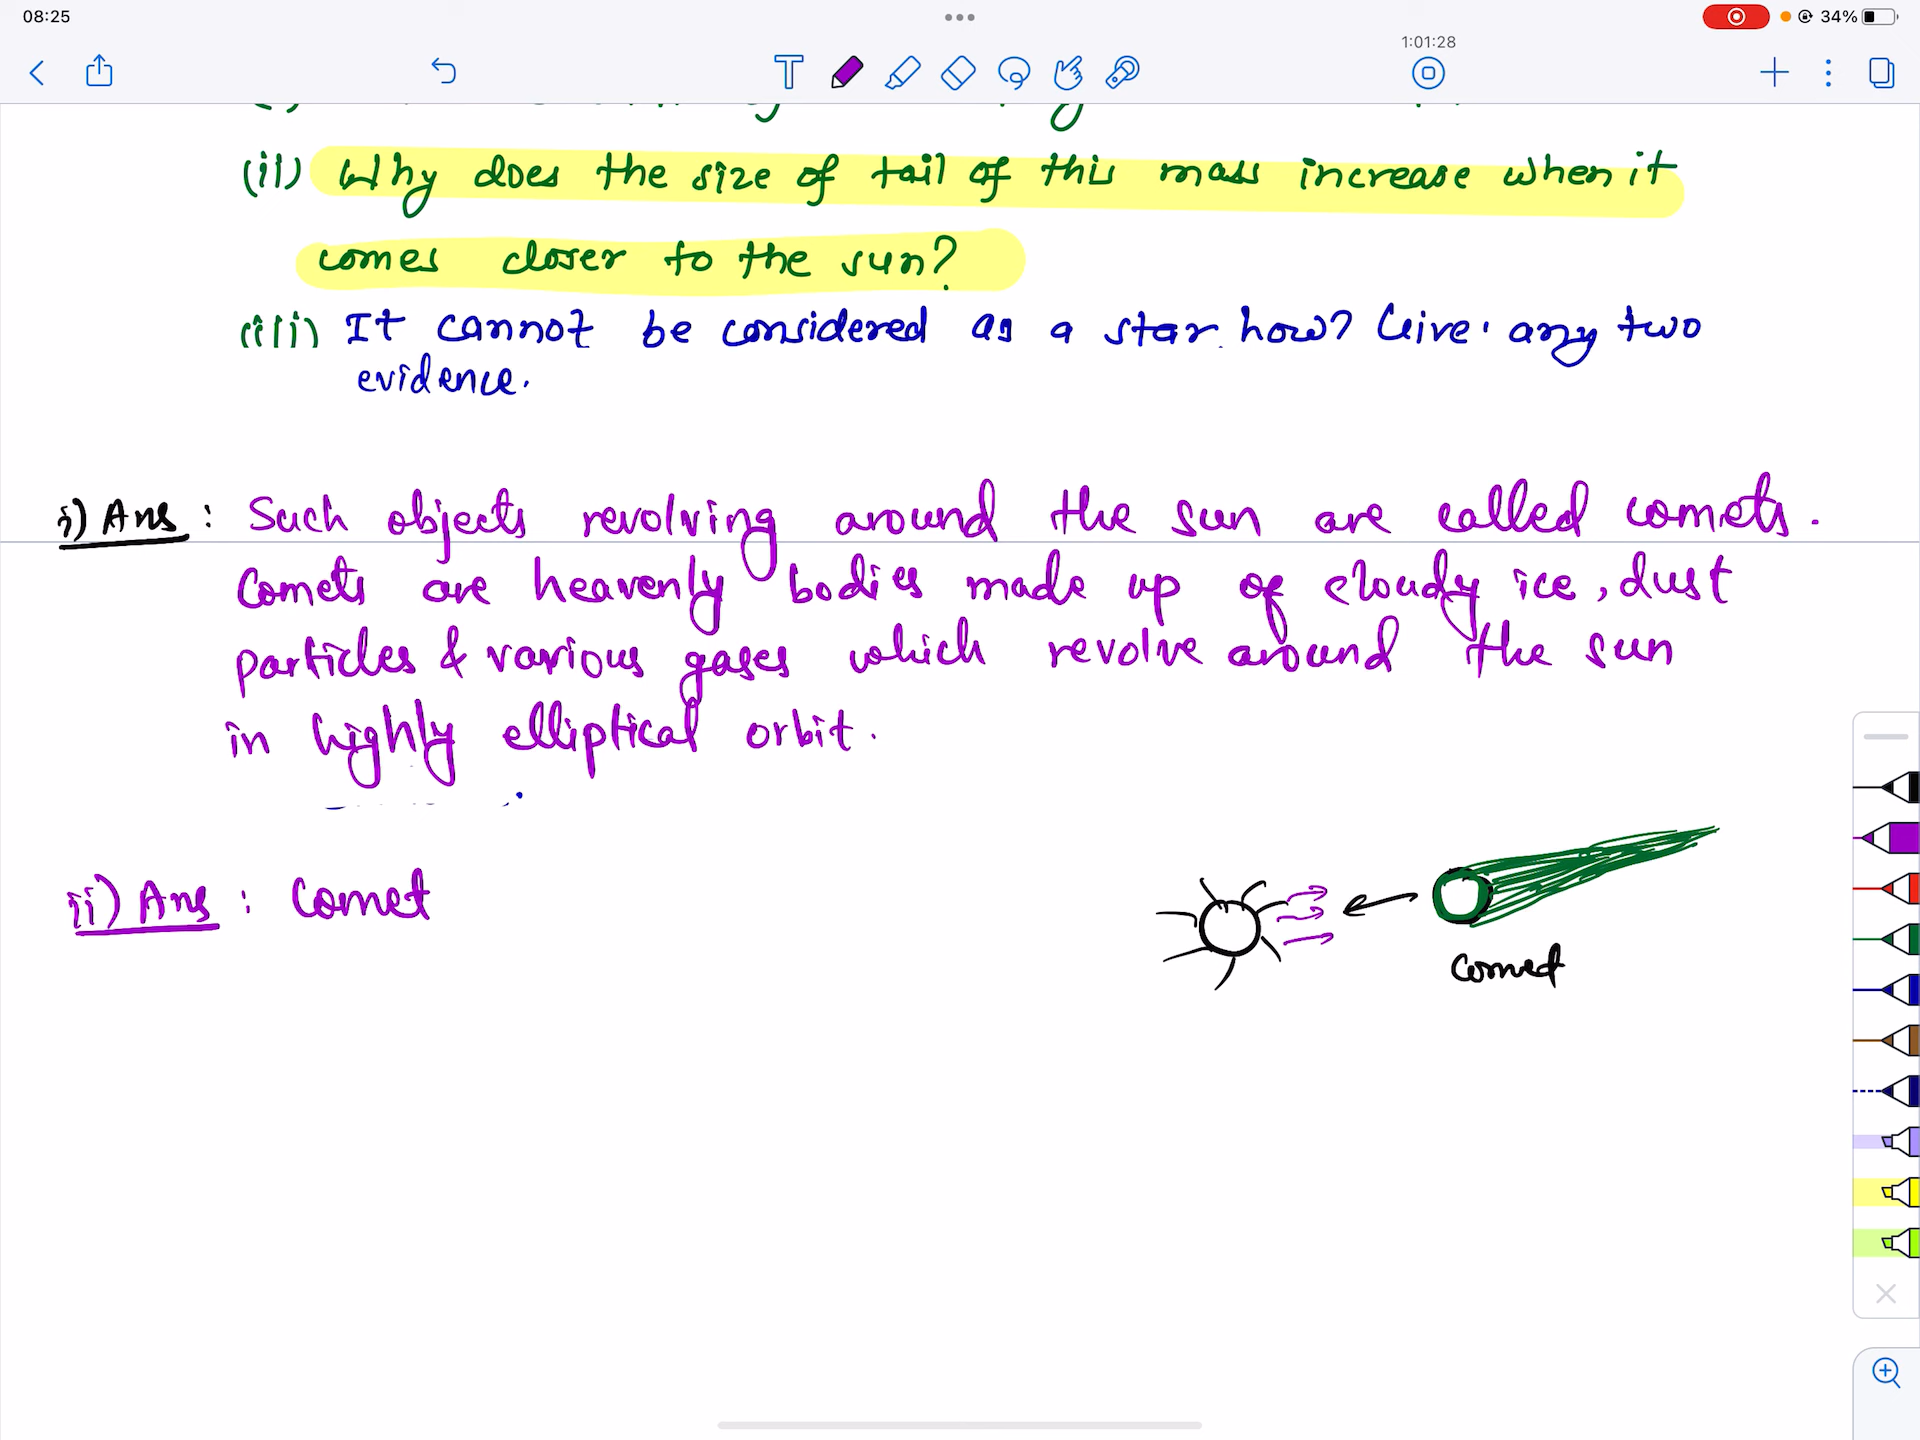 08:25
34%
1:01:28
T
(ii) Why does the size of tail of this mass increase when it
comes closer to the sun?
(iii) It cannot be considered as a star. how? Give any two
evidence.
i) Ans : Such objects revolving around the sun are called comets.
Comets are heavenly bodies made up of cloudy ice, dust
particles & various gases which revolve around the sun
in highly elliptical orbit.
ii) Ans : Comet
Comet